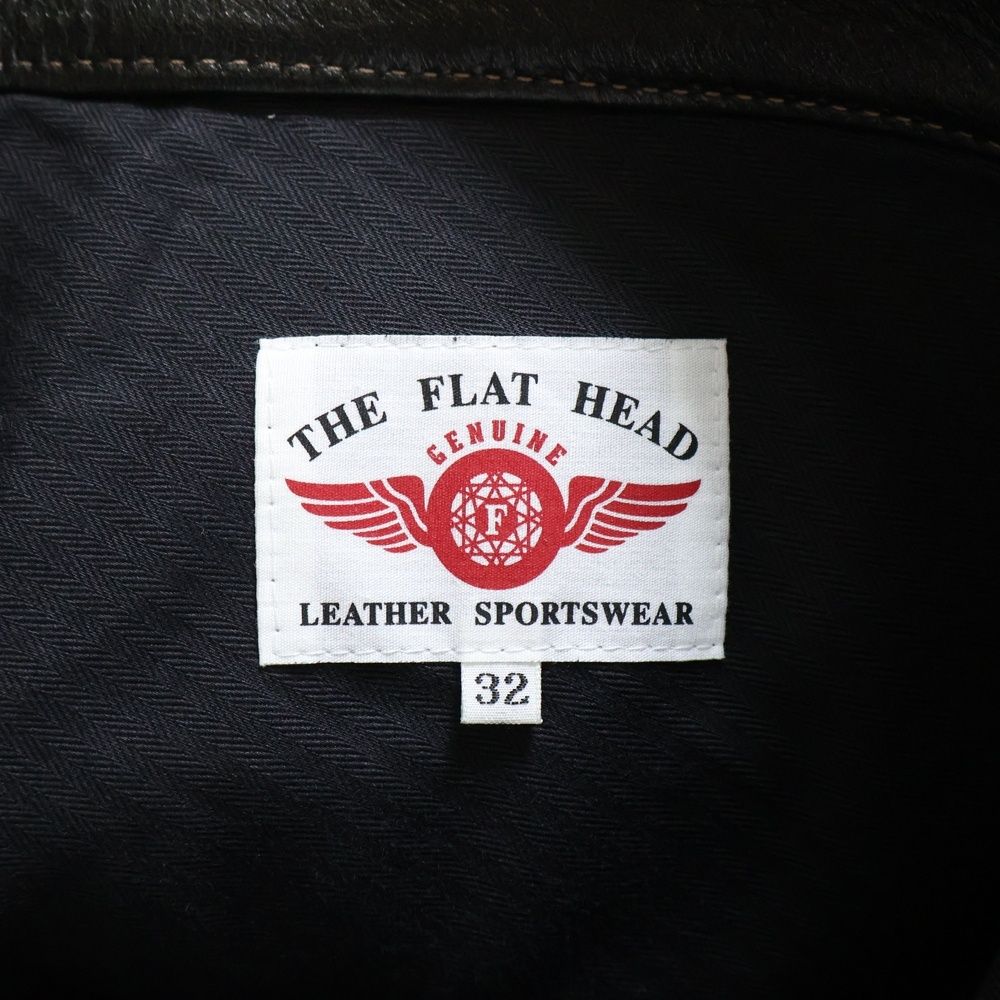 THE FLAT HEAD
GENUINE
F
LEATHER SPORTSWEAR
32